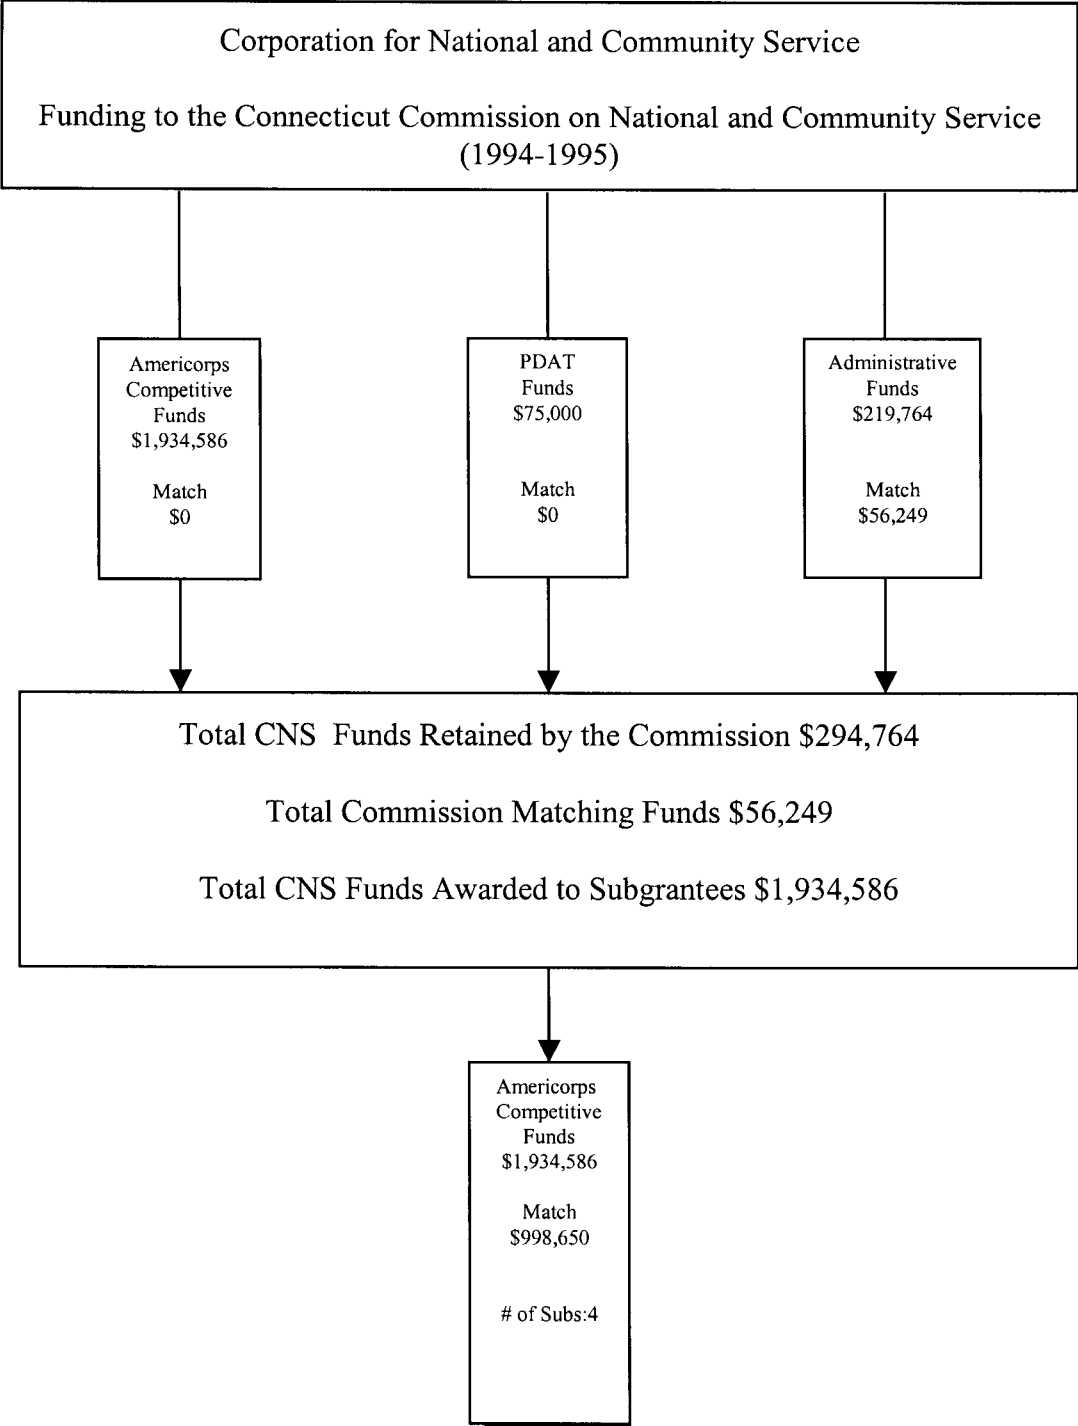 Corporation for National and Community Service
Funding to the Connecticut Commission on National and Community Service
(1994-1995)
Americorps
Competitive
Funds
$1,934,586
Match
$0
PDAT
Funds
$75,000
Match
$0
Administrative
Funds
$219,764
Match
$56,249
Total CNS Funds Retained by the Commission $294,764
Total Commission Matching Funds $56,249
Total CNS Funds Awarded to Subgrantees $1,934,586
Americorps
Competitive
Funds
$1,934,586
Match
$998,650
# of Subs:4